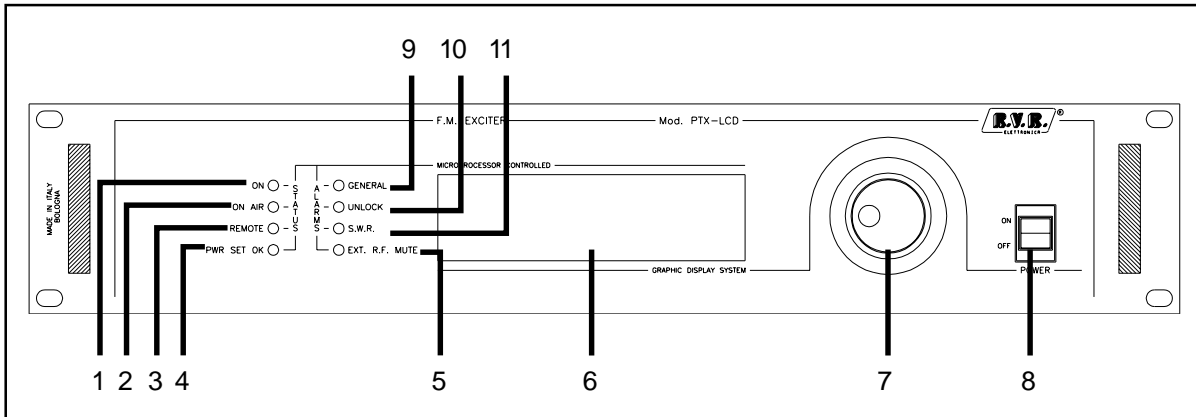 9 10 11
F.M. EXCITER Mod. PTX-LCD R.V.R.®
ELETTRONICA
MICROPROCESSOR CONTROLLED
MADE IN ITALY
BOLOGNA
STATUS
ALARMS
ON GENERAL
ON AIR UNLOCK
REMOTE S.W.R.
PWR SET OK EXT. R.F. MUTE
ON
OFF
GRAPHIC DISPLAY SYSTEM POWER
1 2 3 4 5 6 7 8